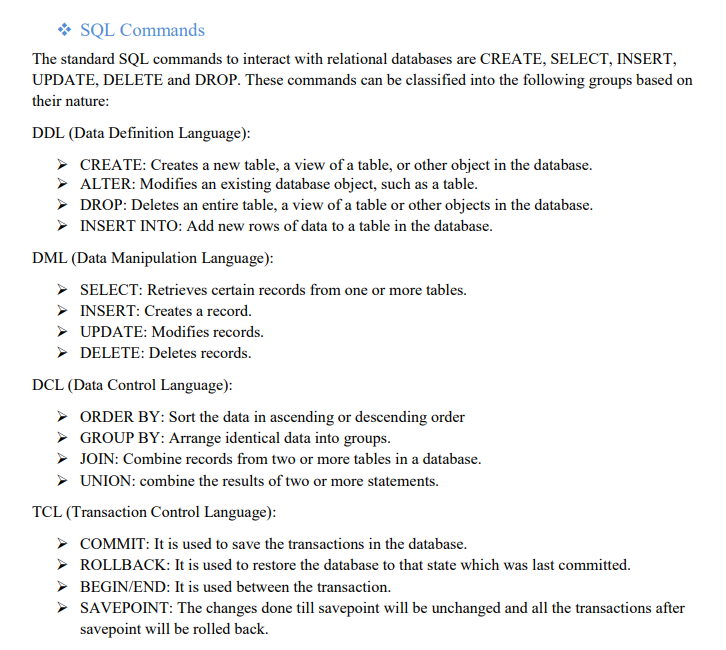 ❖ SQL Commands
The standard SQL commands to interact with relational databases are CREATE, SELECT, INSERT,
UPDATE, DELETE and DROP. These commands can be classified into the following groups based on
their nature:
DDL (Data Definition Language):
➢ CREATE: Creates a new table, a view of a table, or other object in the database.
➢ ALTER: Modifies an existing database object, such as a table.
➢ DROP: Deletes an entire table, a view of a table or other objects in the database.
➢ INSERT INTO: Add new rows of data to a table in the database.
DML (Data Manipulation Language):
➢ SELECT: Retrieves certain records from one or more tables.
➢ INSERT: Creates a record.
➢ UPDATE: Modifies records.
➢ DELETE: Deletes records.
DCL (Data Control Language):
➢ ORDER BY: Sort the data in ascending or descending order
➢ GROUP BY: Arrange identical data into groups.
➢ JOIN: Combine records from two or more tables in a database.
➢ UNION: combine the results of two or more statements.
TCL (Transaction Control Language):
➢ COMMIT: It is used to save the transactions in the database.
➢ ROLLBACK: It is used to restore the database to that state which was last committed.
➢ BEGIN/END: It is used between the transaction.
➢ SAVEPOINT: The changes done till savepoint will be unchanged and all the transactions after
savepoint will be rolled back.